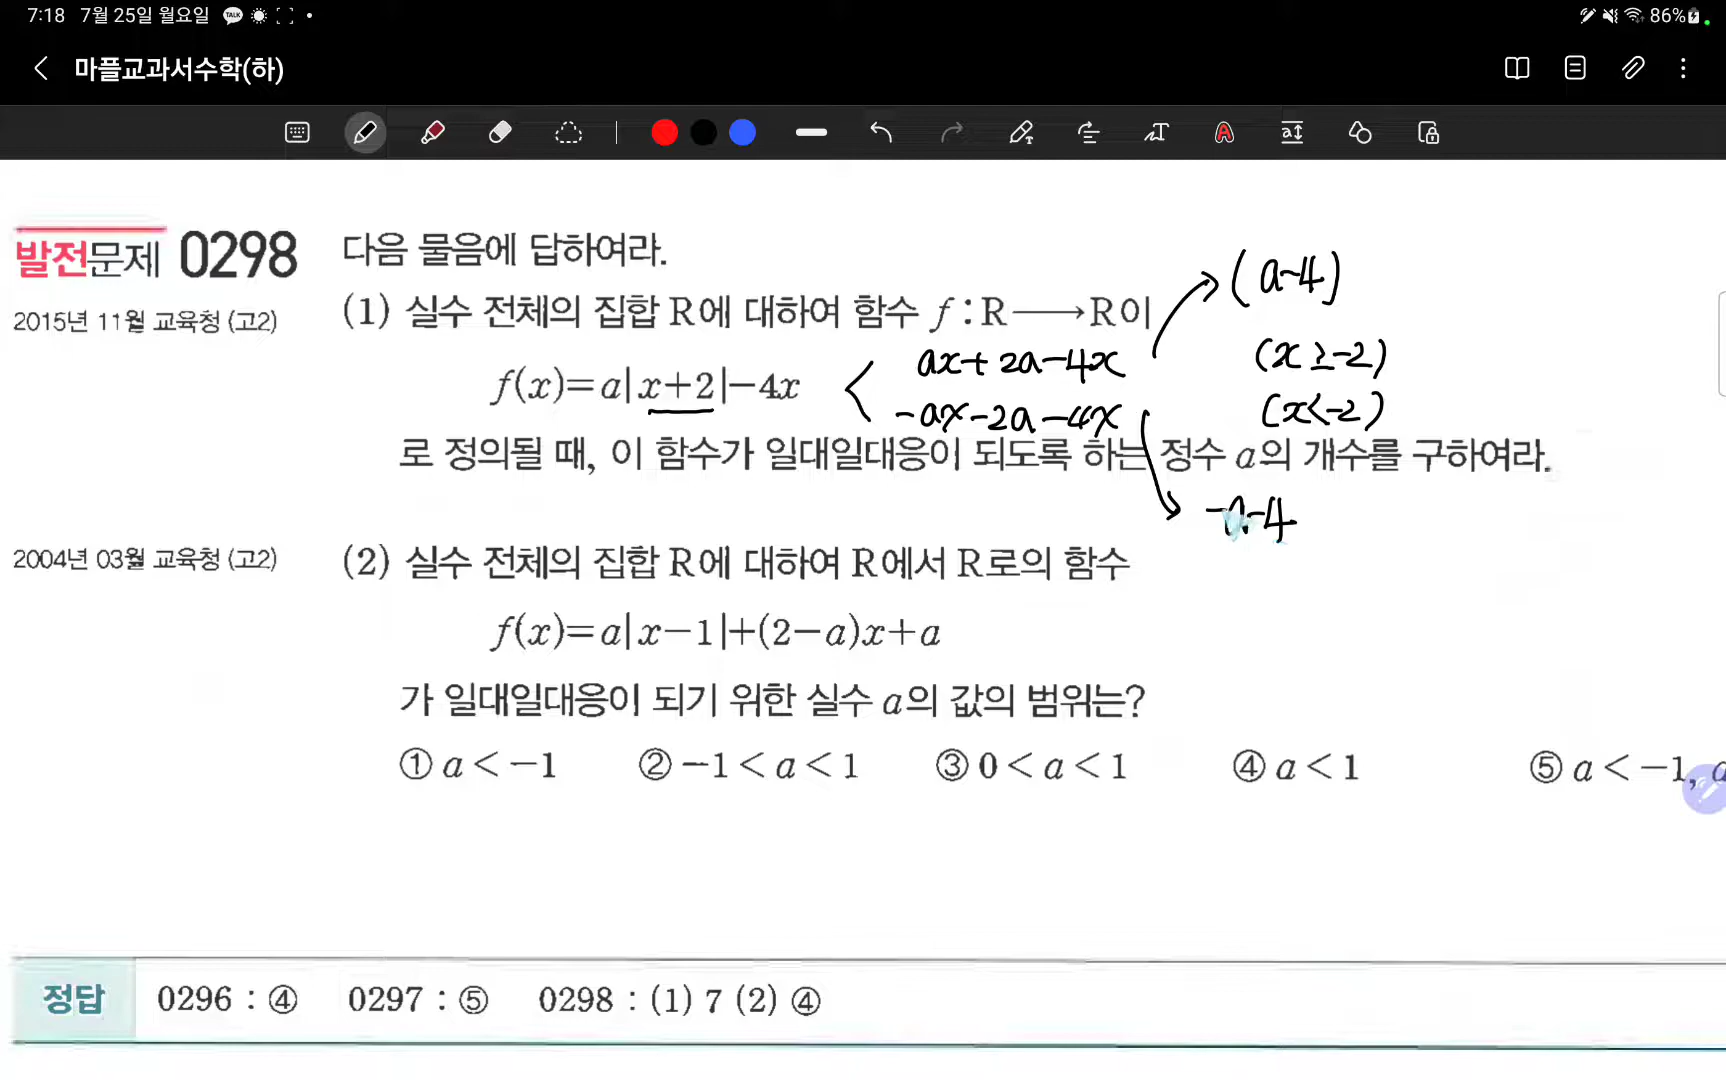 7:18 7월 25일 월요일 TALK 86%
마플교과서수학(하)
발전문제 0298 다음 물음에 답하여라.
2015년 11월 교육청 (고2) (1) 실수 전체의 집합 R에 대하여 함수 f : R⟶R이
(a-4)
f(x)=a|x+2|-4x
ax+2a-4x (x≥-2)
-ax-2a-4x (x<-2)
로 정의될 때, 이 함수가 일대일대응이 되도록 하는 정수 a의 개수를 구하여라.
-a-4
2004년 03월 교육청 (고2) (2) 실수 전체의 집합 R에 대하여 R에서 R로의 함수
f(x)=a|x-1|+(2-a)x+a
가 일대일대응이 되기 위한 실수 a의 값의 범위는?
① a<-1 ② -1<a<1 ③ 0<a<1 ④ a<1 ⑤ a<-1,
정답 0296 : ④ 0297 : ⑤ 0298 : (1) 7 (2) ④